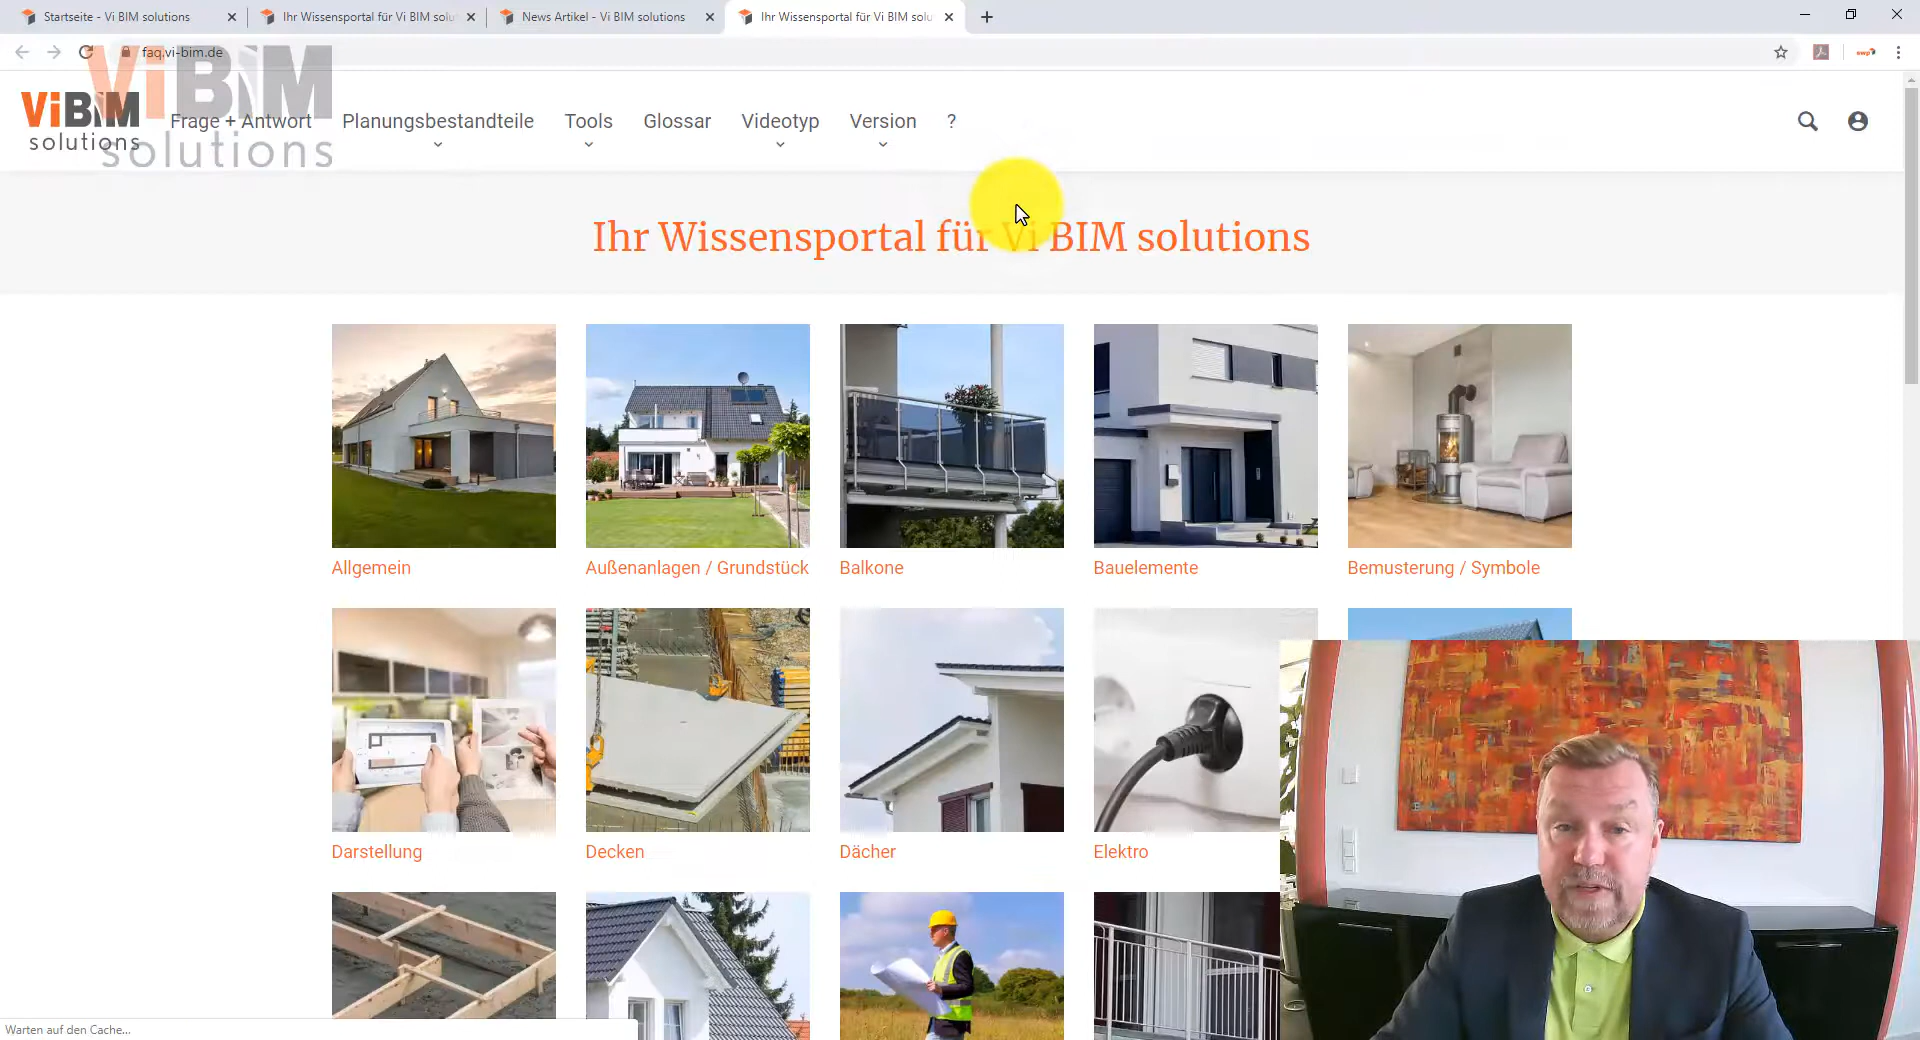 Startseite - Vi BIM solutions
Ihr Wissensportal für Vi BIM solu
News Artikel - Vi BIM solutions
Ihr Wissensportal für Vi BIM solu
faq.vi-bim.de
ViBIM
solutions
ViBIM
solutions
Frage + Antwort
Planungsbestandteile
Tools
Glossar
Videotyp
Version
?
Ihr Wissensportal für Vi BIM solutions
Allgemein
Außenanlagen / Grundstück
Balkone
Bauelemente
Bemusterung / Symbole
Darstellung
Decken
Dächer
Elektro
Warten auf den Cache...